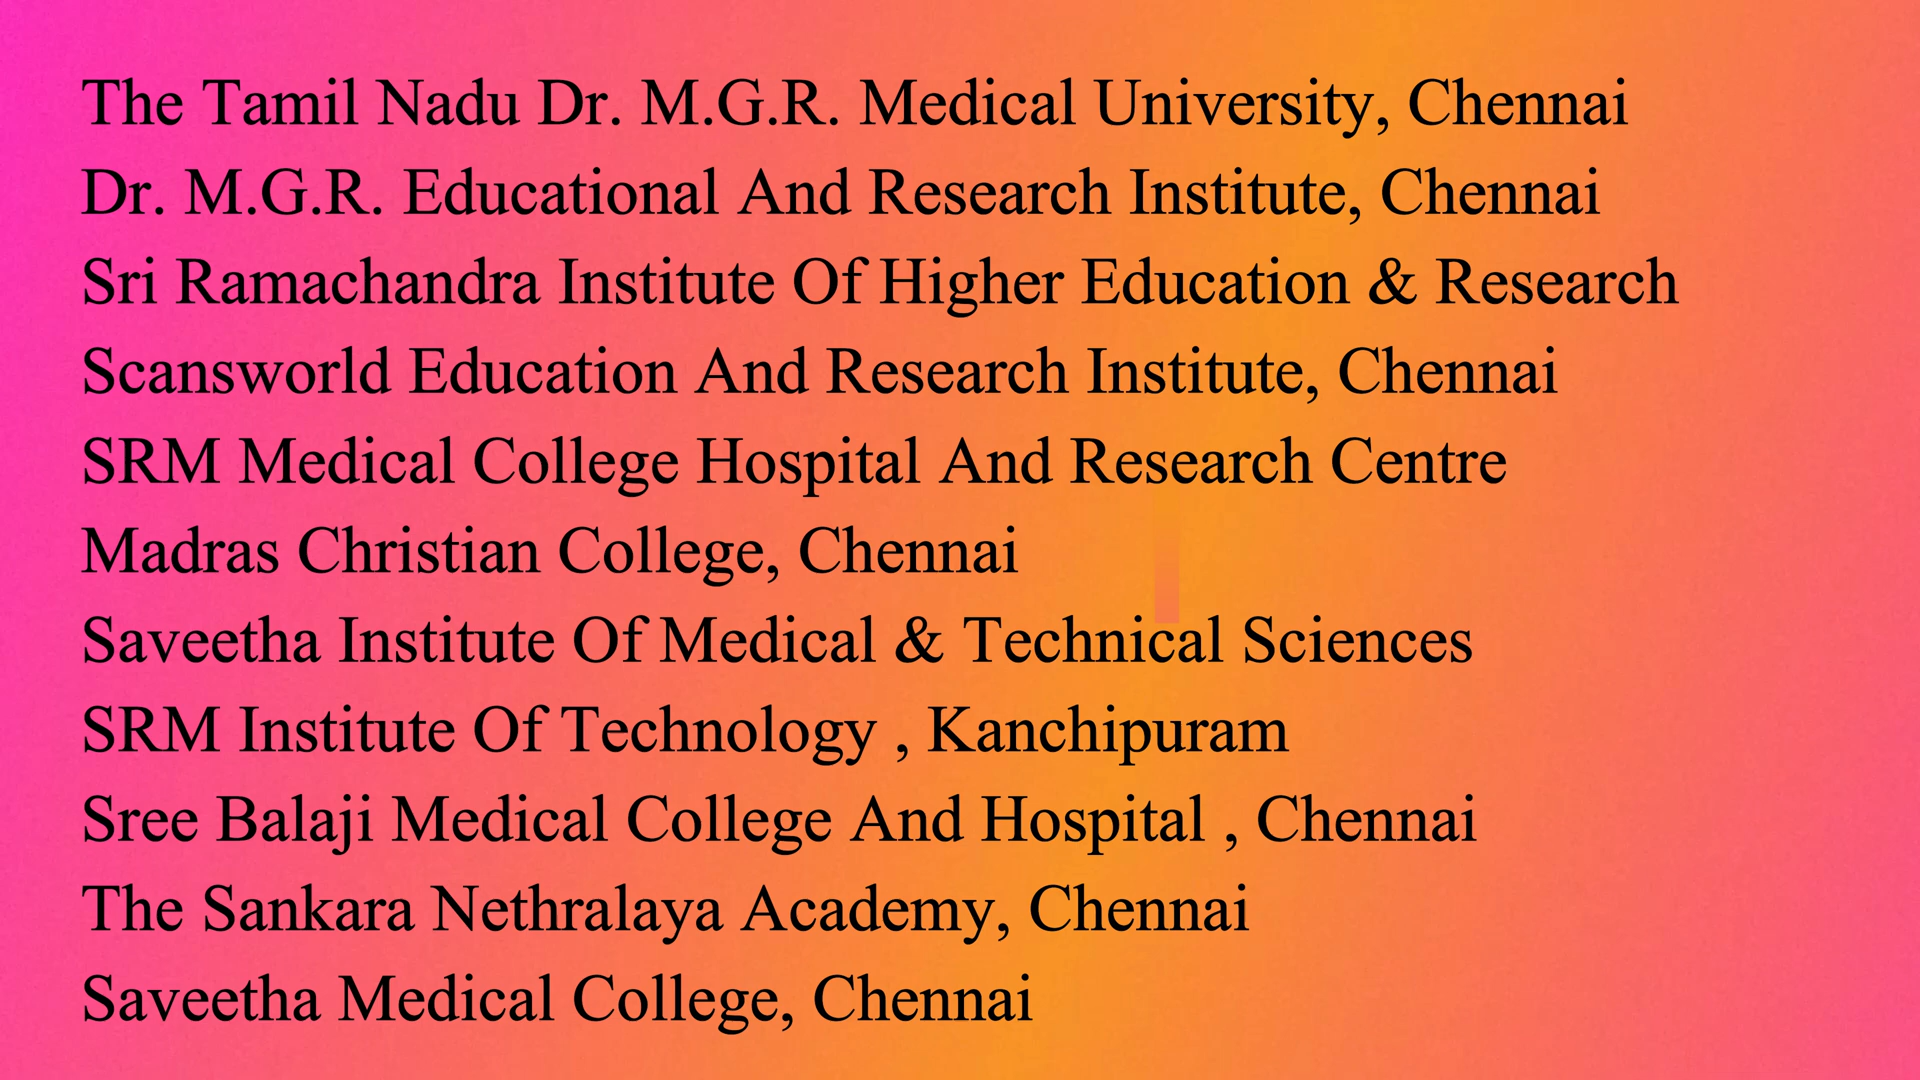 The Tamil Nadu Dr. M.G.R. Medical University, Chennai
Dr. M.G.R. Educational And Research Institute, Chennai
Sri Ramachandra Institute Of Higher Education & Research
Scansworld Education And Research Institute, Chennai
SRM Medical College Hospital And Research Centre
Madras Christian College, Chennai
Saveetha Institute Of Medical & Technical Sciences
SRM Institute Of Technology , Kanchipuram
Sree Balaji Medical College And Hospital , Chennai
The Sankara Nethralaya Academy, Chennai
Saveetha Medical College, Chennai